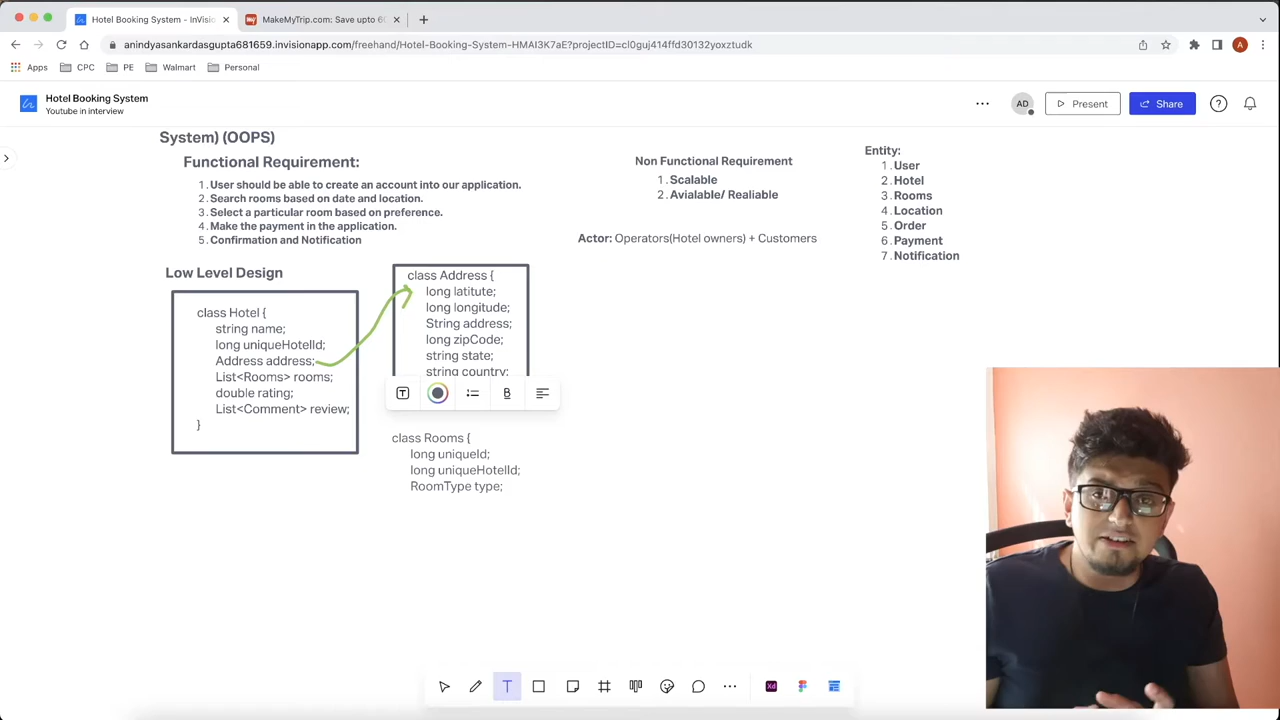 Hotel Booking System - InVisio
MakeMyTrip.com: Save upto 60
anindyasankardasgupta681659.invisionapp.com/freehand/Hotel-Booking-System-HMAI3K7aE?projectID=cl0guj414ffd30132yoxztudk
A
Apps
CPC
PE
Walmart
Personal
Hotel Booking System
Youtube in interview
AD
Present
Share
System) (OOPS)
Functional Requirement:
1. User should be able to create an account into our application.
2. Search rooms based on date and location.
3. Select a particular room based on preference.
4. Make the payment in the application.
5. Confirmation and Notification
Non Functional Requirement
1. Scalable
2. Avialable/ Realiable
Actor: Operators(Hotel owners) + Customers
Entity:
1. User
2. Hotel
3. Rooms
4. Location
5. Order
6. Payment
7. Notification
Low Level Design
class Hotel {
string name;
long uniqueHotelId;
Address address;
List<Rooms> rooms;
double rating;
List<Comment> review;
}
class Address {
long latitute;
long longitude;
String address;
long zipCode;
string state;
string country;
T
B
class Rooms {
long uniqueId;
long uniqueHotelId;
RoomType type;
T
Xd